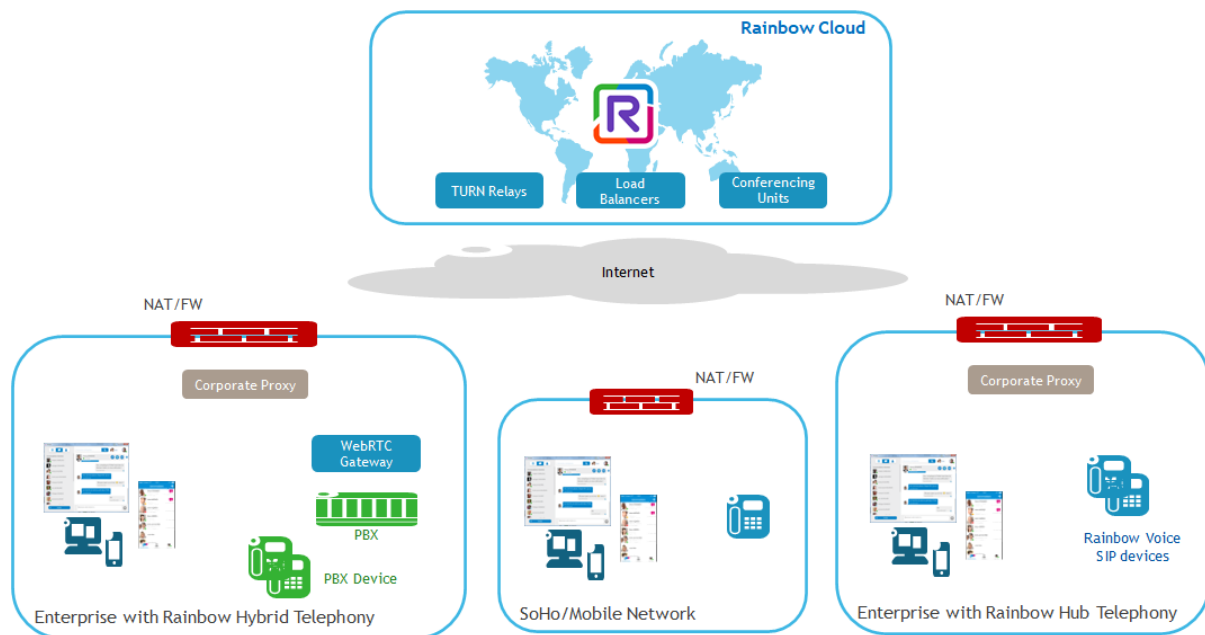 Rainbow Cloud
R
TURN Relays
Load
Balancers
Conferencing
Units
Internet
NAT/FW
Corporate Proxy
WebRTC
Gateway
PBX
PBX Device
Enterprise with Rainbow Hybrid Telephony
NAT/FW
SoHo/Mobile Network
NAT/FW
Corporate Proxy
Rainbow Voice
SIP devices
Enterprise with Rainbow Hub Telephony